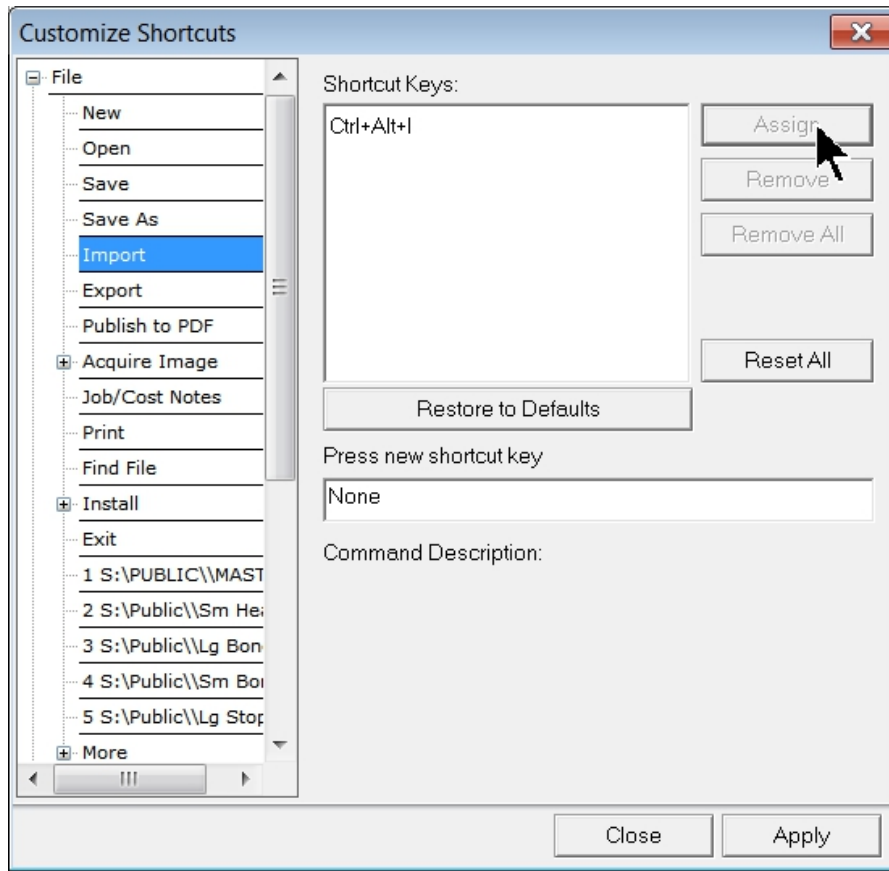 Customize Shortcuts
File
New
Open
Save
Save As
Import
Export
Publish to PDF
Acquire Image
Job/Cost Notes
Print
Find File
Install
Exit
1 S:\PUBLIC\\MAST
2 S:\Public\\Sm Hea
3 S:\Public\\Lg Bon
4 S:\Public\\Sm Bor
5 S:\Public\\Lg Stop
More
Shortcut Keys:
Ctrl+Alt+I
Assign
Remove
Remove All
Reset All
Restore to Defaults
Press new shortcut key
None
Command Description:
Close
Apply